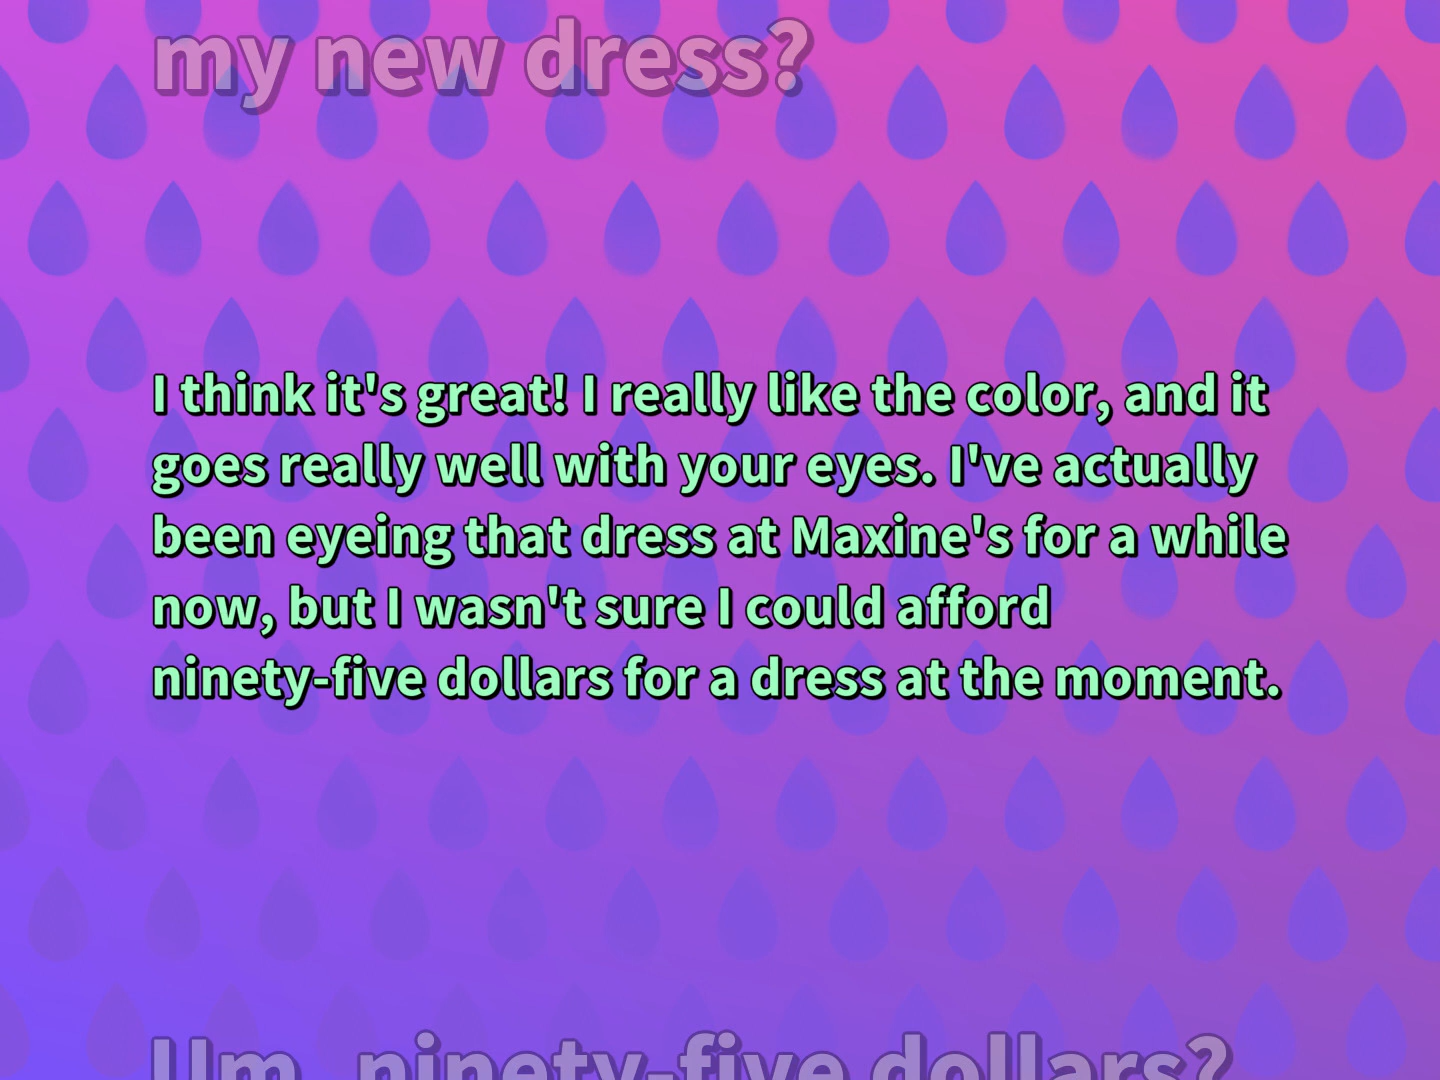 my new dress?
I think it's great! I really like the color, and it
goes really well with your eyes. I've actually
been eyeing that dress at Maxine's for a while
now, but I wasn't sure I could afford
ninety-five dollars for a dress at the moment.
Um, ninety-five dollars?